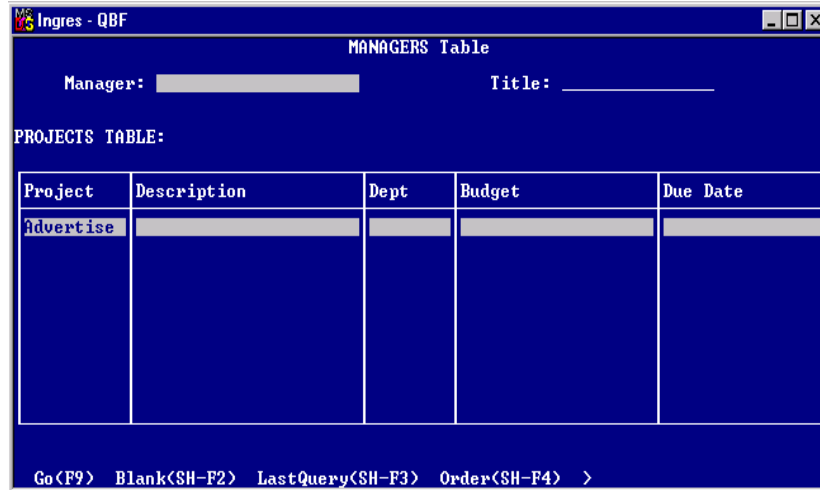 Ingres - QBF
MANAGERS Table
Manager: Title:
PROJECTS TABLE:
Project Description Dept Budget Due Date
Advertise
Go(F9) Blank(SH-F2) LastQuery(SH-F3) Order(SH-F4) >